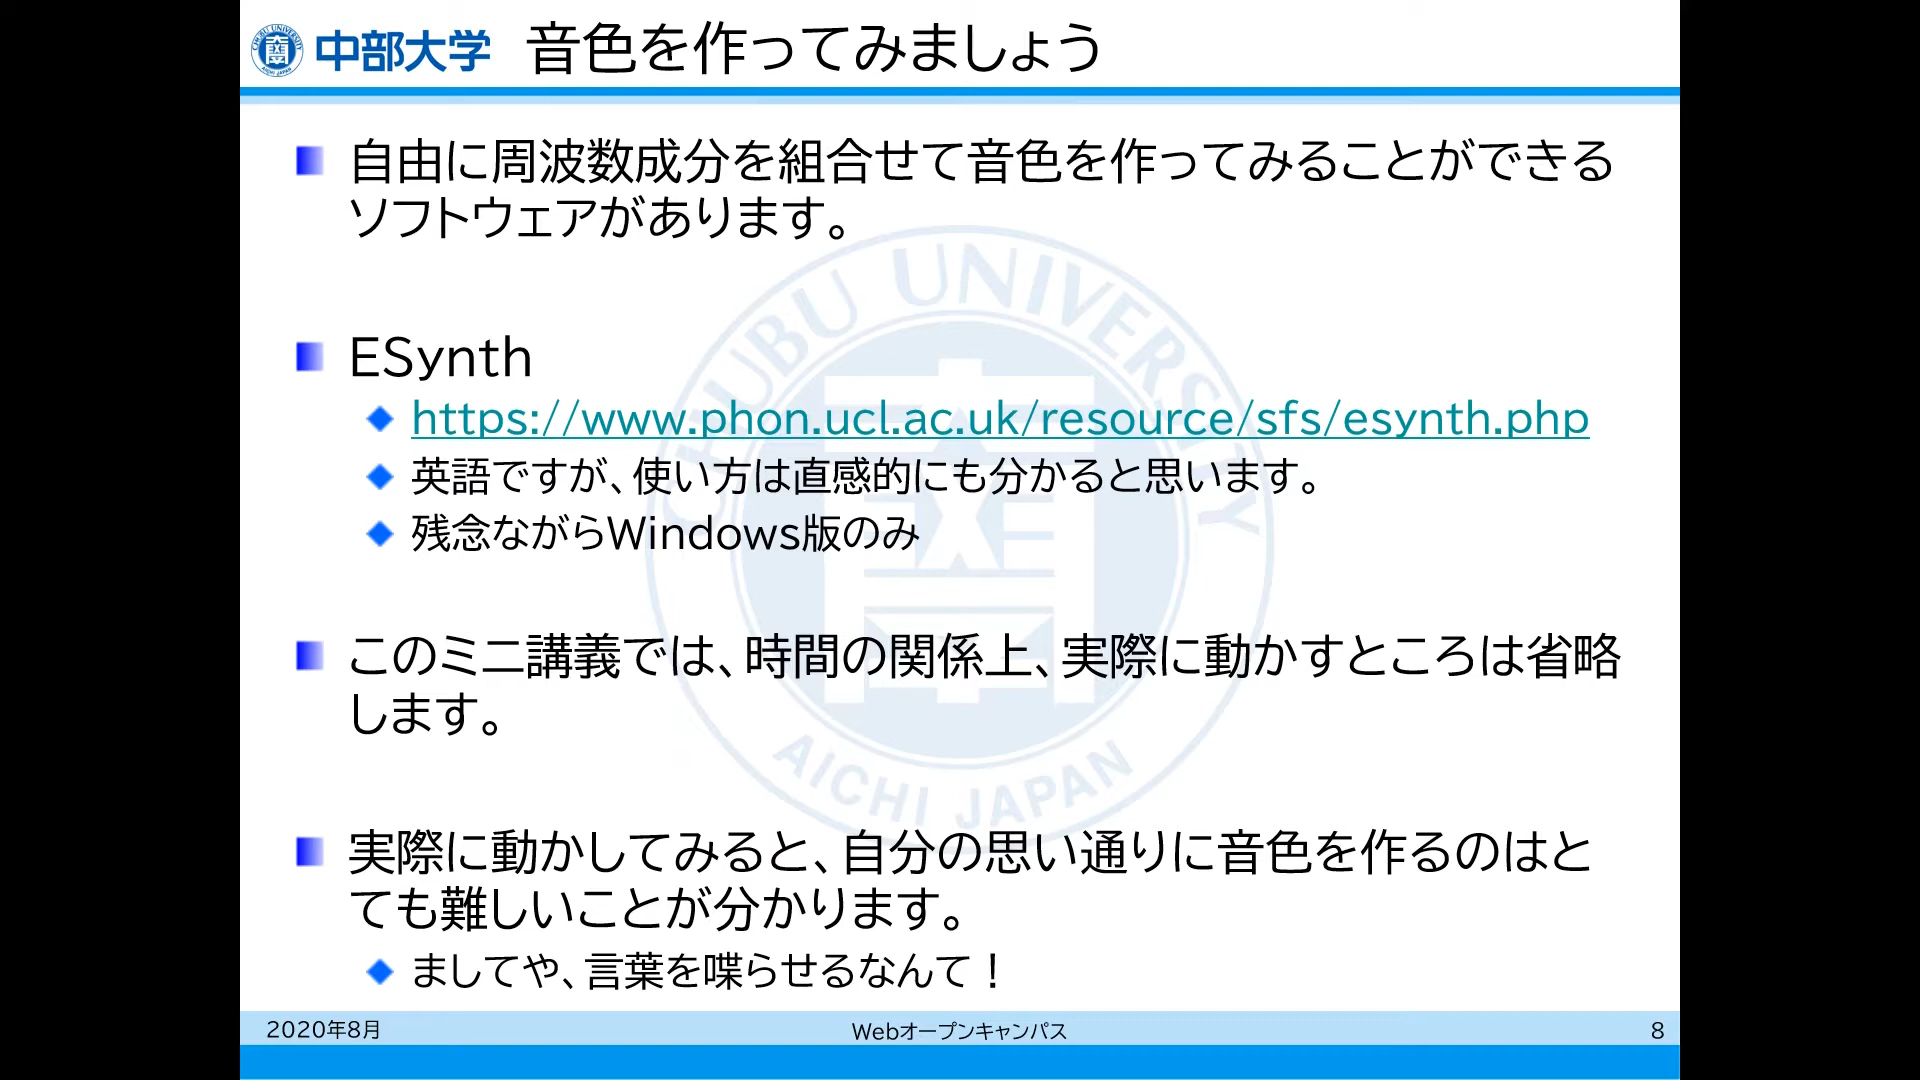 中部大学 音色を作ってみましょう
自由に周波数成分を組合せて音色を作ってみることができる
ソフトウェアがあります。
ESynth
https://www.phon.ucl.ac.uk/resource/sfs/esynth.php
英語ですが、使い方は直感的にも分かると思います。
残念ながらWindows版のみ
このミニ講義では、時間の関係上、実際に動かすところは省略
します。
実際に動かしてみると、自分の思い通りに音色を作るのはと
ても難しいことが分かります。
ましてや、言葉を喋らせるなんて！
CHUBU UNIVERSITY
AICHI JAPAN
2020年8月 Webオープンキャンパス 8